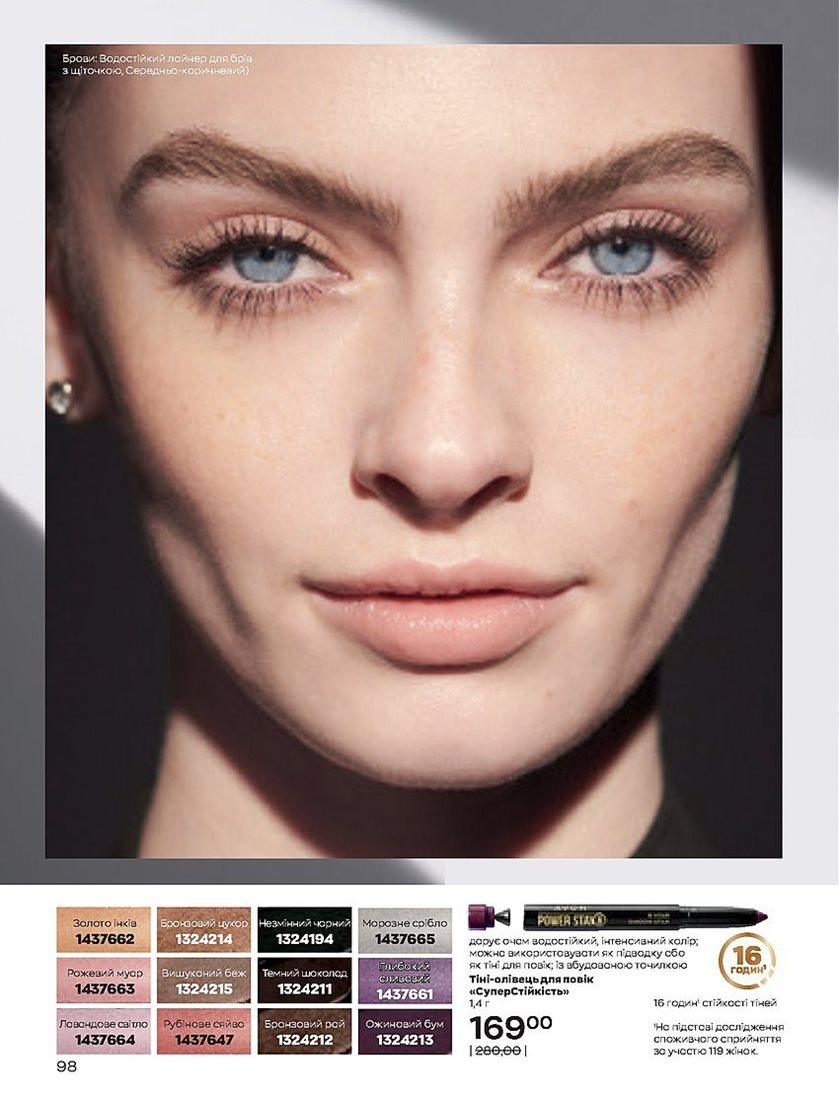 Брови: Водостійкий лайнер для брів
з щіточкою, Середньо-коричневий)
Золото інків
1437662
Бронзовий цукор
1324214
Незмінний чорний
1324194
Морозне срібло
1437665
Рожевий муар
1437663
Вишуканий беж
1324215
Темний шоколад
1324211
Глибокий
сливовий
1437661
Лавандове світло
1437664
Рубінове сяйво
1437647
Бронзовий рай
1324212
Ожиновий бум
1324213
AVON
POWER STAY
дарує очам водостійкий, інтенсивний колір;
можна використовувати як підводку або
як тіні для повік; із вбудованою точилкою
Тіні-олівець для повік
«СуперСтійкість»
1,4 г
169⁰⁰
| 280,00 |
16
годин¹
16 годин¹ стійкості тіней
¹На підставі дослідження
споживчого сприйняття
за участю 119 жінок.
98